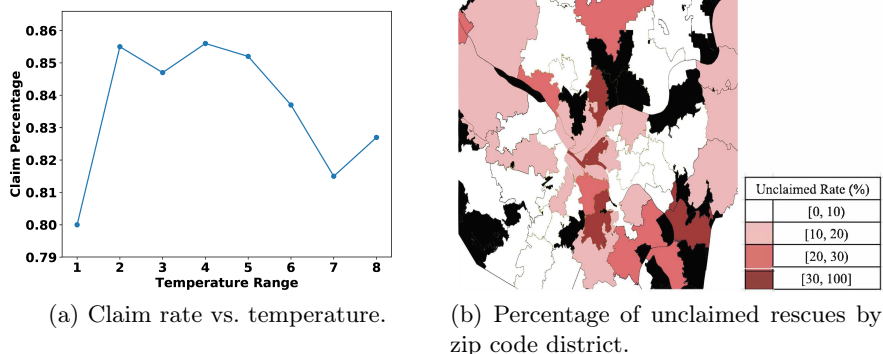 0.86
0.85
0.84
0.83
0.82
0.81
0.80
0.79
Claim Percentage
1 2 3 4 5 6 7 8
Temperature Range
(a) Claim rate vs. temperature.
Unclaimed Rate (%)
[0, 10)
[10, 20)
[20, 30)
[30, 100]
(b) Percentage of unclaimed rescues by
zip code district.